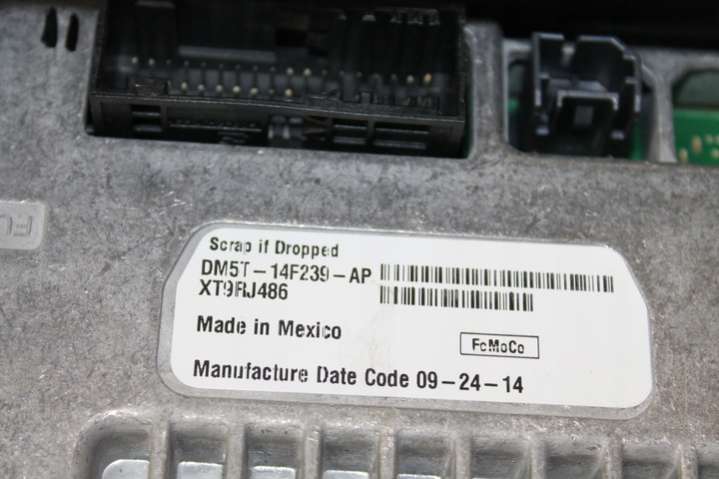 Scrap if Dropped
DM5T-14F239-AP
XT9RJ486
Made in Mexico
FoMoCo
Manufacture Date Code 09-24-14